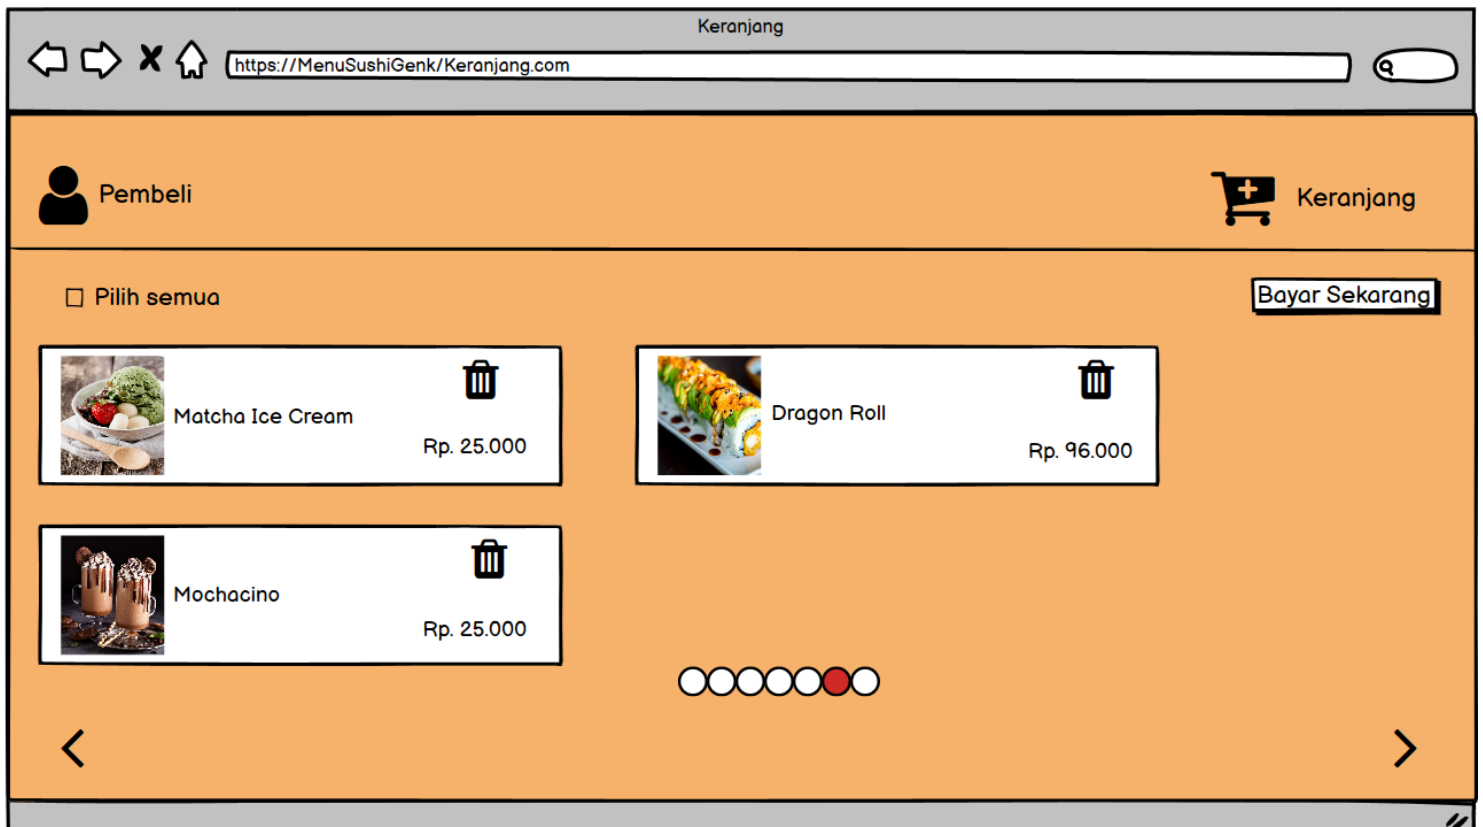 Keranjang
https://MenuSushiGenk/Keranjang.com
Pembeli
Keranjang
Pilih semua
Bayar Sekarang
Matcha Ice Cream
Rp. 25.000
Dragon Roll
Rp. 96.000
Mochacino
Rp. 25.000